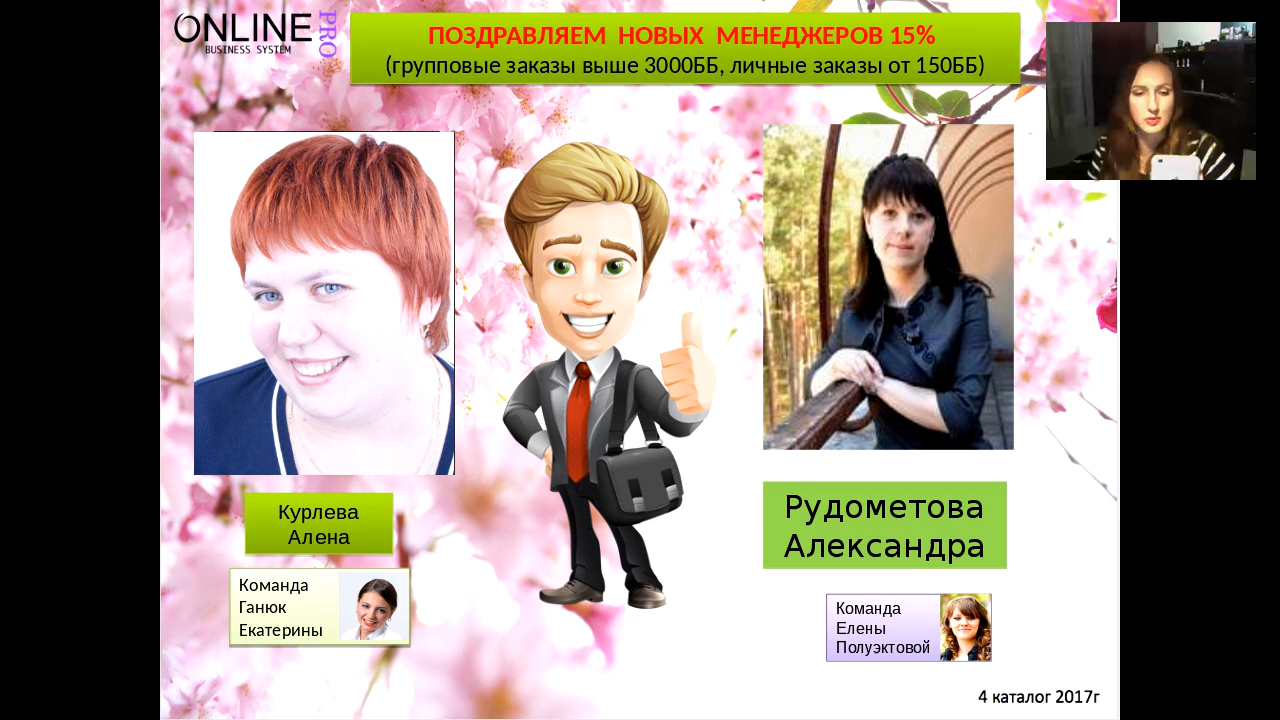 ONLINE PRO
BUSINESS SYSTEM
ПОЗДРАВЛЯЕМ НОВЫХ МЕНЕДЖЕРОВ 15%
(групповые заказы выше 3000ББ, личные заказы от 150ББ)
Курлева
Алена
Команда
Ганюк
Екатерины
Рудометова
Александра
Команда
Елены
Полуэктовой
4 каталог 2017г